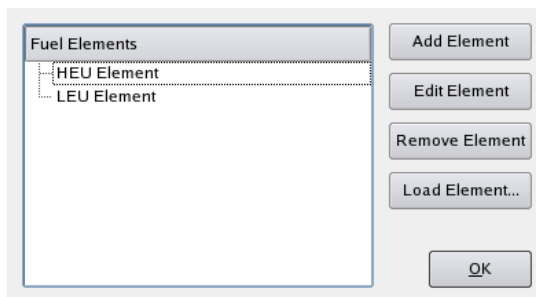 Fuel Elements
HEU Element
LEU Element
Add Element
Edit Element
Remove Element
Load Element...
OK